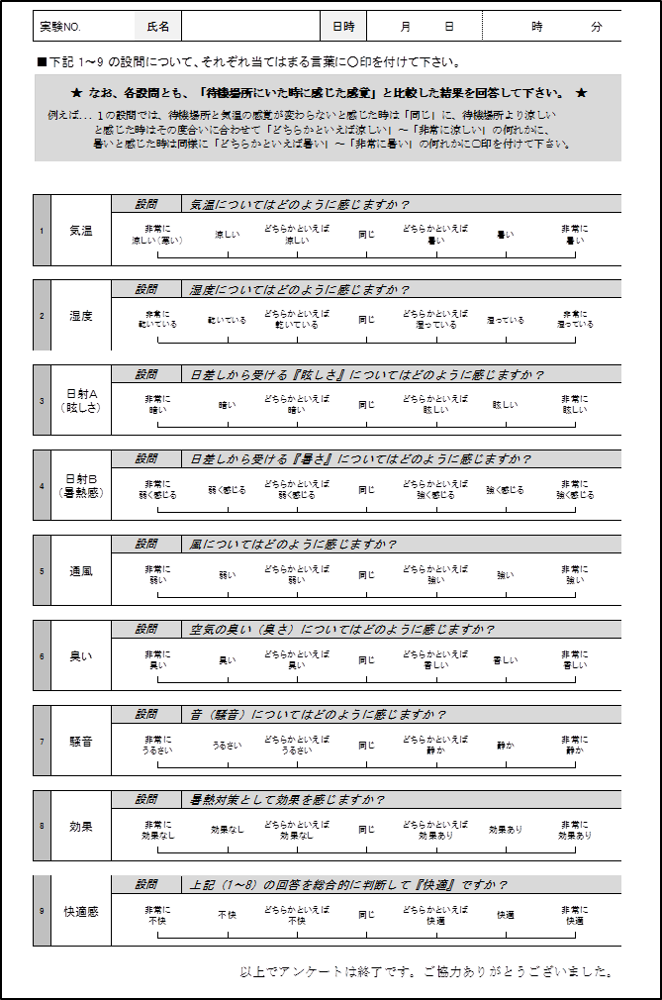 実験NO. 氏名 日時 月 日 時 分
■下記 1～9 の設問について、それぞれ当てはまる言葉に〇印を付けて下さい。
★ なお、各設問とも、「待機場所にいた時に感じた感覚」と比較した結果を回答して下さい。 ★
例えば... 1の設問では、待機場所と気温の感覚が変わらないと感じた時は「同じ」に、待機場所より涼しい
と感じた時はその度合いに合わせて「どちらかといえば涼しい」～「非常に涼しい」の何れかに、
暑いと感じた時は同様に「どちらかといえば暑い」～「非常に暑い」の何れかに〇印を付けて下さい。
設問 気温についてはどのように感じますか？
1 気温 非常に涼しい(寒い) 涼しい どちらかといえば涼しい 同じ どちらかといえば暑い 暑い 非常に暑い
設問 湿度についてはどのように感じますか？
2 湿度 非常に乾いている 乾いている どちらかといえば乾いている 同じ どちらかといえば湿っている 湿っている 非常に湿っている
設問 日差しから受ける『眩しさ』についてはどのように感じますか？
3 日射A（眩しさ） 非常に暗い 暗い どちらかといえば暗い 同じ どちらかといえば眩しい 眩しい 非常に眩しい
設問 日差しから受ける『暑さ』についてはどのように感じますか？
4 日射B（暑熱感） 非常に弱く感じる 弱く感じる どちらかといえば弱く感じる 同じ どちらかといえば強く感じる 強く感じる 非常に強く感じる
設問 風についてはどのように感じますか？
5 通風 非常に弱い 弱い どちらかといえば弱い 同じ どちらかといえば強い 強い 非常に強い
設問 空気の臭い（臭さ）についてはどのように感じますか？
6 臭い 非常に臭い 臭い どちらかといえば臭い 同じ どちらかといえば香しい 香しい 非常に香しい
設問 音（騒音）についてはどのように感じますか？
7 騒音 非常にうるさい うるさい どちらかといえばうるさい 同じ どちらかといえば静か 静か 非常に静か
設問 暑熱対策として効果を感じますか？
8 効果 非常に効果なし 効果なし どちらかといえば効果なし 同じ どちらかといえば効果あり 効果あり 非常に効果あり
設問 上記（1～8）の回答を総合的に判断して『快適』ですか？
9 快適感 非常に不快 不快 どちらかといえば不快 同じ どちらかといえば快適 快適 非常に快適
以上でアンケートは終了です。ご協力ありがとうございました。